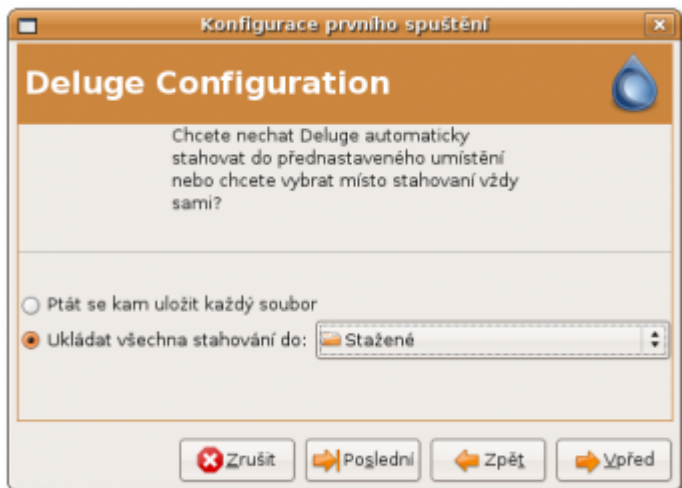 Konfigurace prvního spuštění
Deluge Configuration
Chcete nechat Deluge automaticky
stahovat do přednastaveného umístění
nebo chcete vybrat místo stahovaní vždy
sami?
Ptát se kam uložit každý soubor
Ukládat všechna stahování do: Stažené
Zrušit Poslední Zpět Vpřed